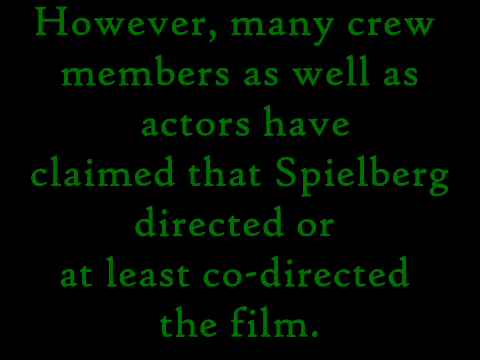 However, many crew
members as well as
actors have
claimed that Spielberg
directed or
at least co-directed
the film.